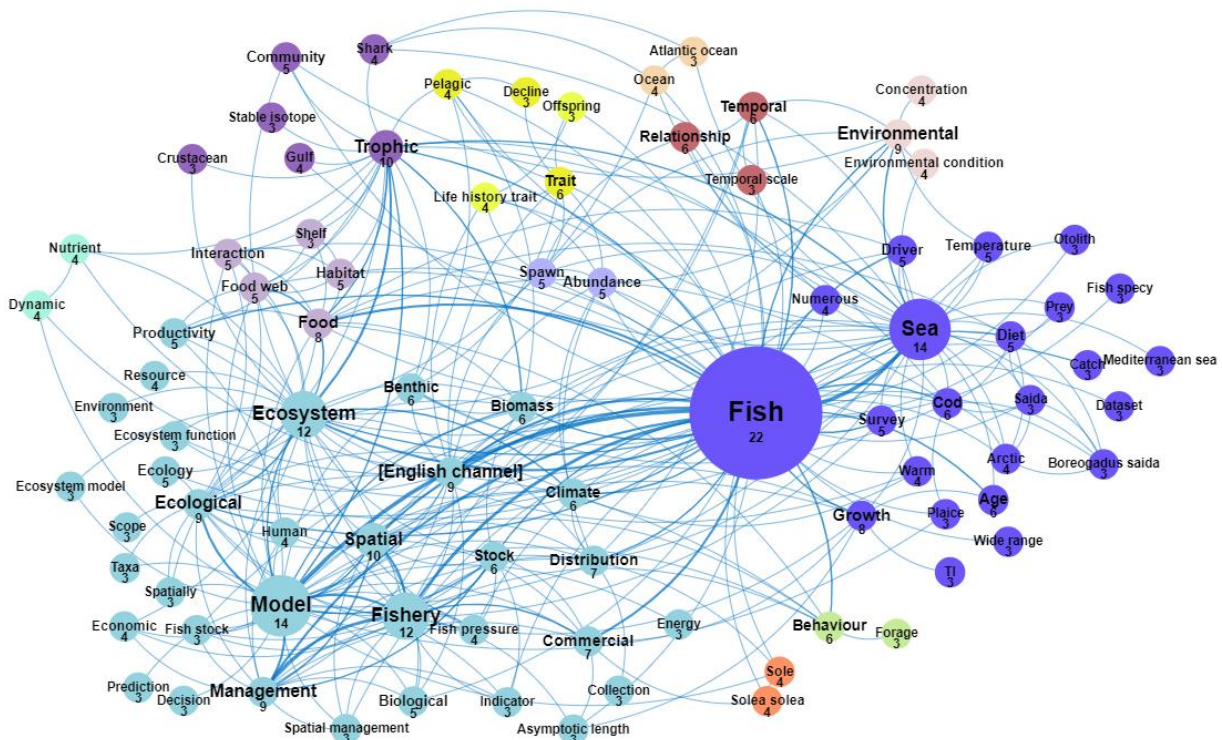 Community
5
Shark
4
Atlantic ocean
3
Ocean
4
Pelagic
4
Decline
3
Offspring
3
Concentration
4
Temporal
6
Stable isotope
3
Relationship
6
Environmental
9
Trophic
10
Crustacean
3
Gulf
4
Environmental condition
4
Trait
6
Temporal scale
3
Life history trait
4
Shelf
3
Nutrient
4
Interaction
5
Habitat
5
Food web
5
Spawn
5
Abundance
5
Driver
5
Temperature
5
Otolith
3
Dynamic
4
Productivity
5
Food
8
Numerous
4
Sea
14
Fish specy
3
Prey
3
Diet
5
Catch
3
Mediterranean sea
3
Resource
4
Benthic
6
Biomass
6
Environment
3
Ecosystem
12
Fish
22
Cod
6
Saida
3
Dataset
3
Survey
5
Ecosystem function
3
Ecology
5
[English channel]
9
Climate
6
Warm
4
Arctic
4
Boreogadus saida
3
Ecosystem model
3
Ecological
9
Age
6
Growth
8
Plaice
3
Scope
3
Human
4
Spatial
10
Stock
6
Distribution
7
Wide range
3
Taxa
3
TI
3
Spatially
3
Model
14
Fishery
12
Economic
4
Fish stock
3
Fish pressure
4
Commercial
7
Energy
3
Behaviour
6
Forage
3
Sole
4
Prediction
3
Decision
3
Management
9
Biological
5
Indicator
3
Collection
3
Solea solea
4
Spatial management
3
Asymptotic length
3